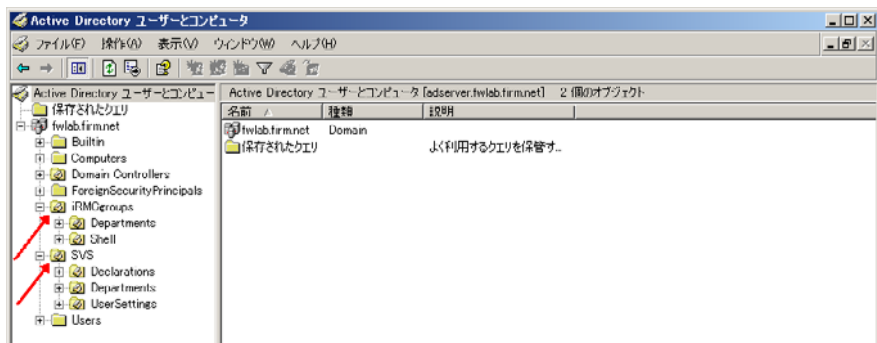 Active Directory ユーザーとコンピュータ
ファイル(F) 操作(A) 表示(V) ウィンドウ(W) ヘルプ(H)
Active Directory ユーザーとコンピュー
Active Directory ユーザーとコンピュータ [adserver.fwlab.firm.net] 2 個のオブジェクト
保存されたクエリ
fwlab.firm.net
Builtin
Computers
Domain Controllers
ForeignSecurityPrincipals
iRMCgroups
Departments
Shell
SVS
Declarations
Departments
UserSettings
Users
名前 種類 説明
fwlab.firm.net Domain
保存されたクエリ よく利用するクエリを保管す...